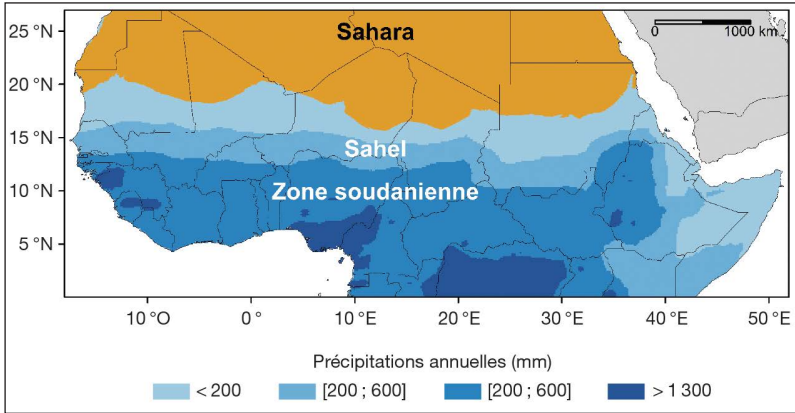 25 °N
20 °N
15 °N
10 °N
5 °N
Sahara
0 1000 km
Sahel
Zone soudanienne
10 °O 0 ° 10 °E 20 °E 30 °E 40 °E 50 °E
Précipitations annuelles (mm)
< 200 [200 ; 600] [200 ; 600] > 1 300